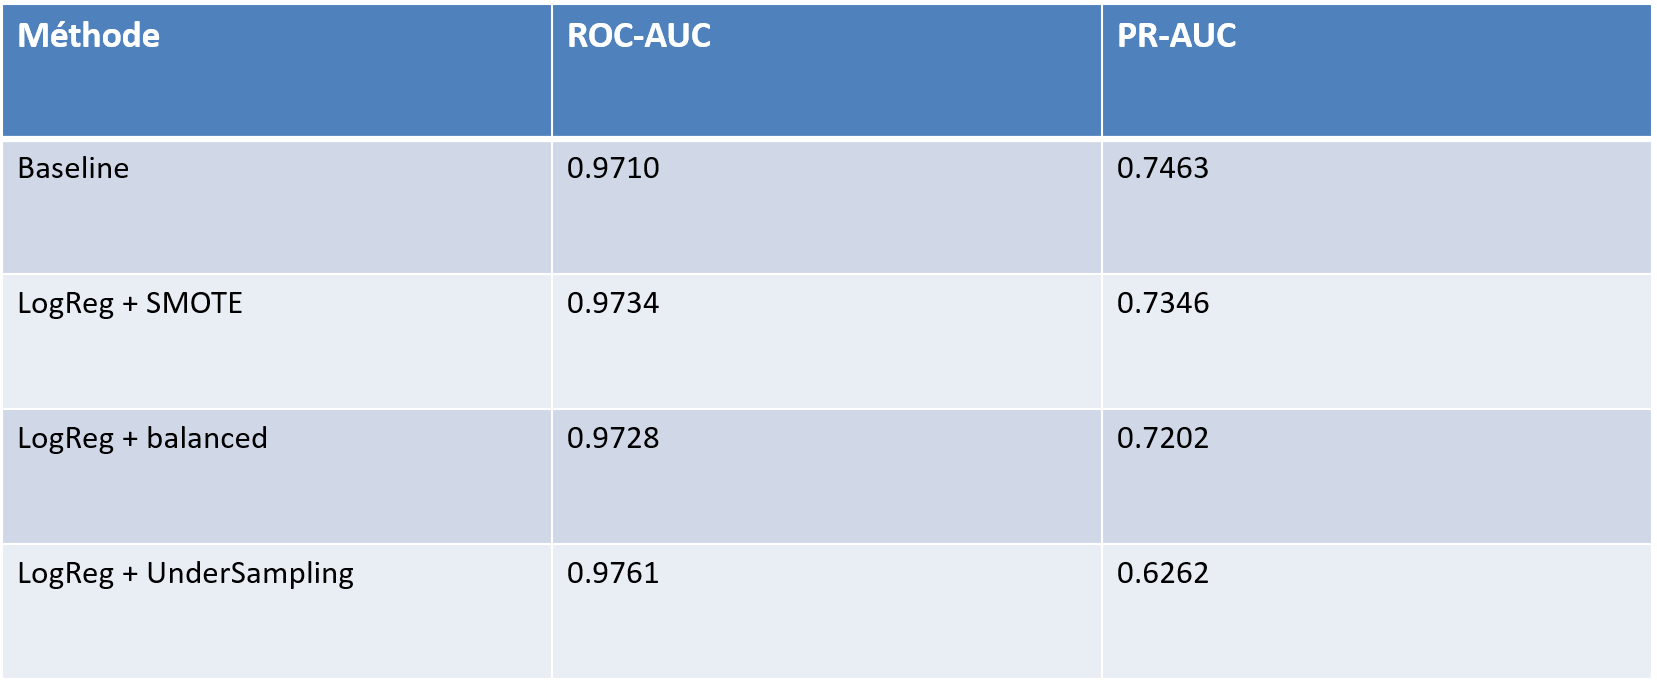 Méthode ROC-AUC PR-AUC
Baseline 0.9710 0.7463
LogReg + SMOTE 0.9734 0.7346
LogReg + balanced 0.9728 0.7202
LogReg + UnderSampling 0.9761 0.6262